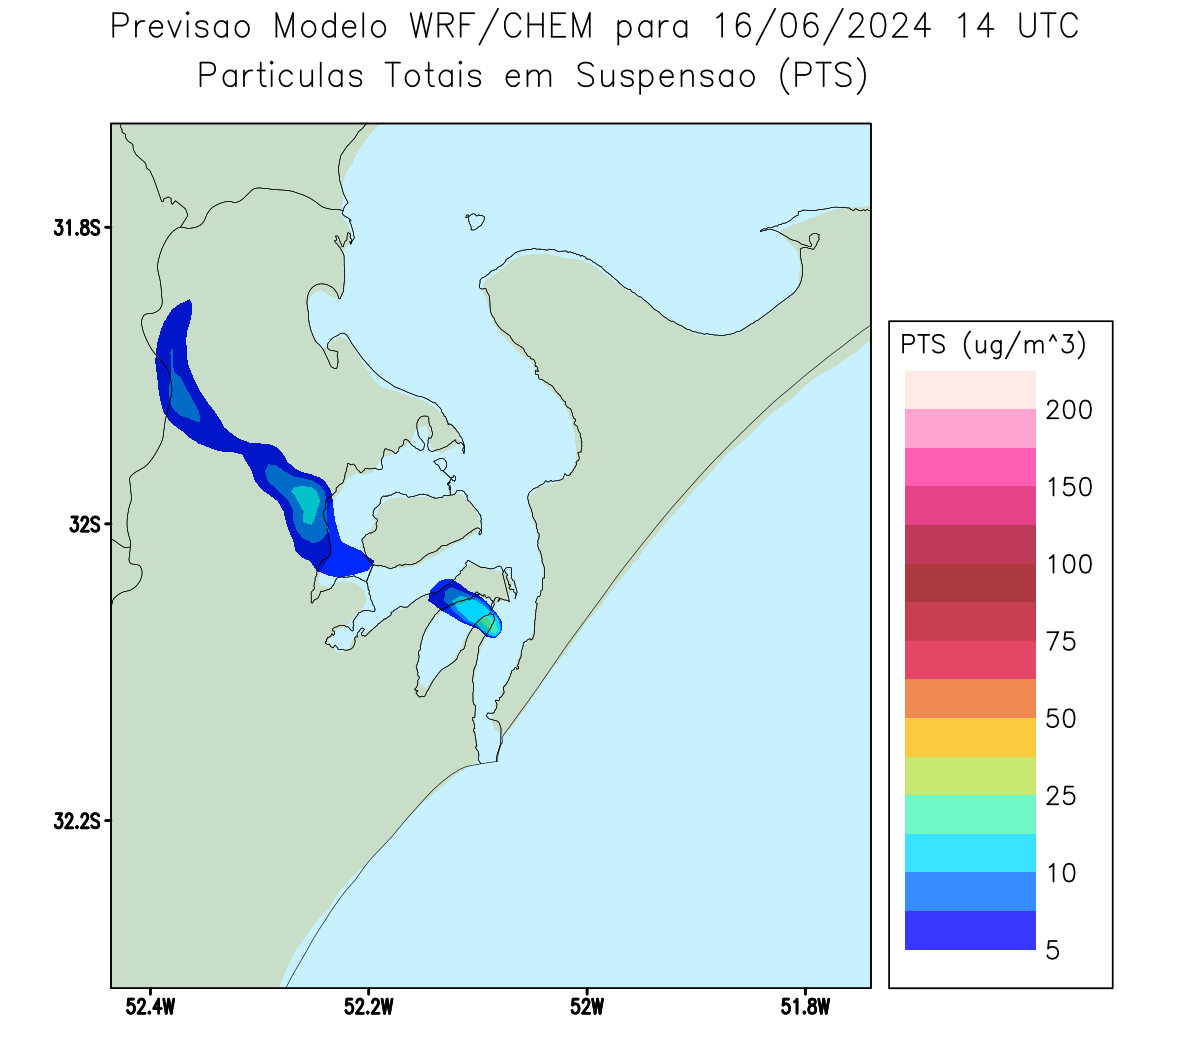 Previsao Modelo WRF/CHEM para 16/06/2024 14 UTC
Particulas Totais em Suspensao (PTS)
31.8S
32S
32.2S
52.4W
52.2W
52W
51.8W
PTS (ug/m^3)
200
150
100
75
50
25
10
5